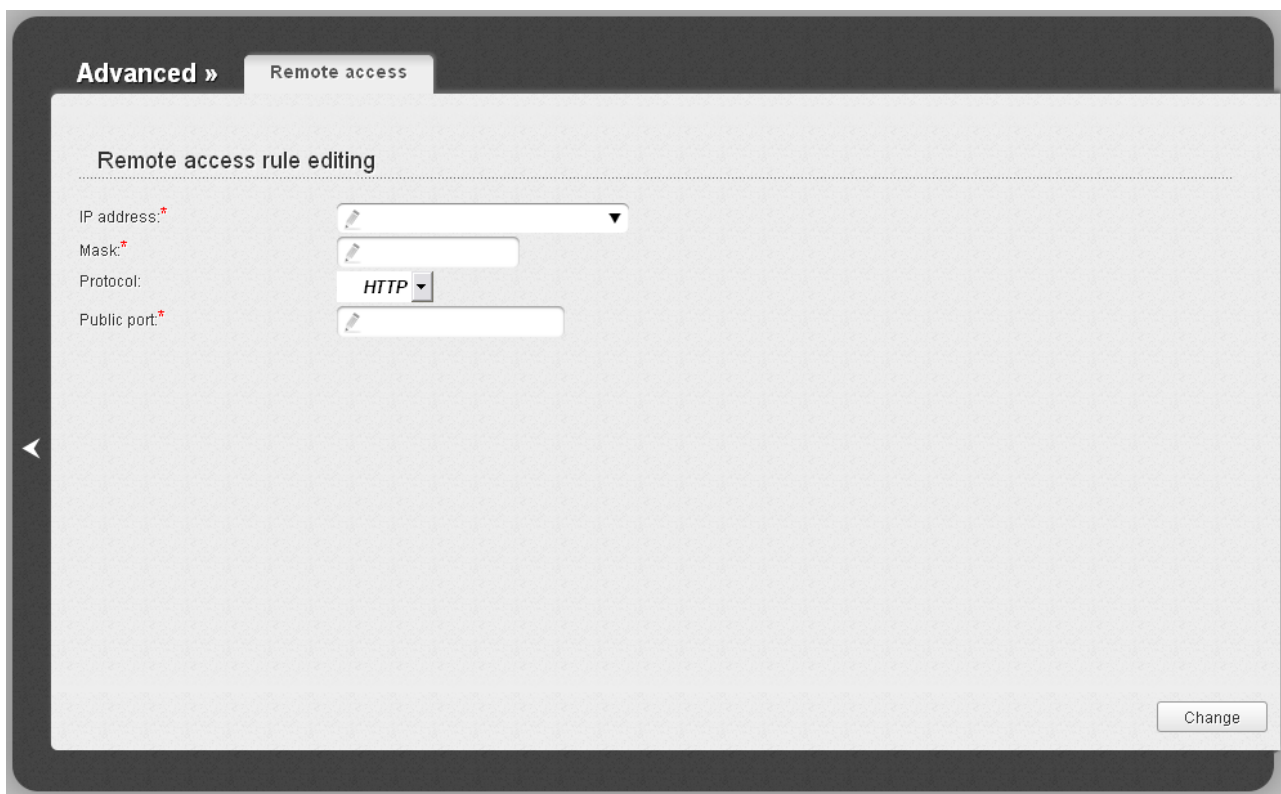 Advanced »
Remote access
Remote access rule editing
IP address:*
Mask:*
Protocol:
HTTP
Public port:*
Change